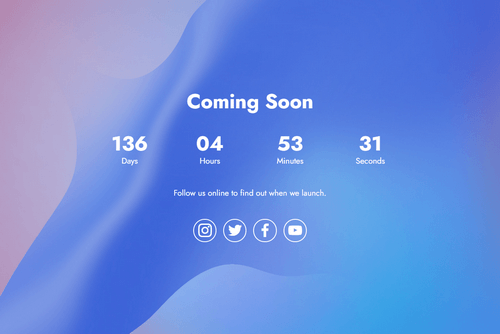 Coming Soon
136 04 53 31
Days Hours Minutes Seconds
Follow us online to find out when we launch.